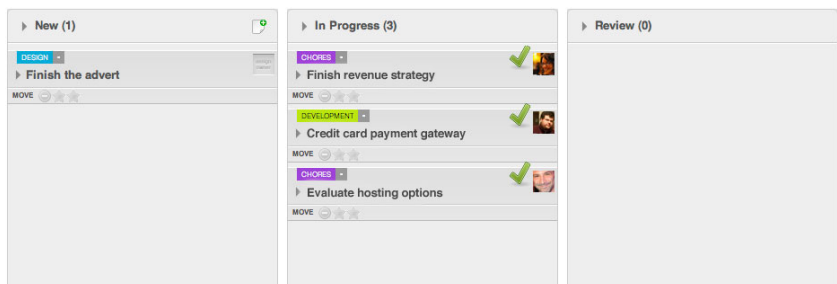 New (1)
DESIGN
Finish the advert
MOVE
In Progress (3)
CHORES
Finish revenue strategy
MOVE
DEVELOPMENT
Credit card payment gateway
MOVE
CHORES
Evaluate hosting options
MOVE
Review (0)